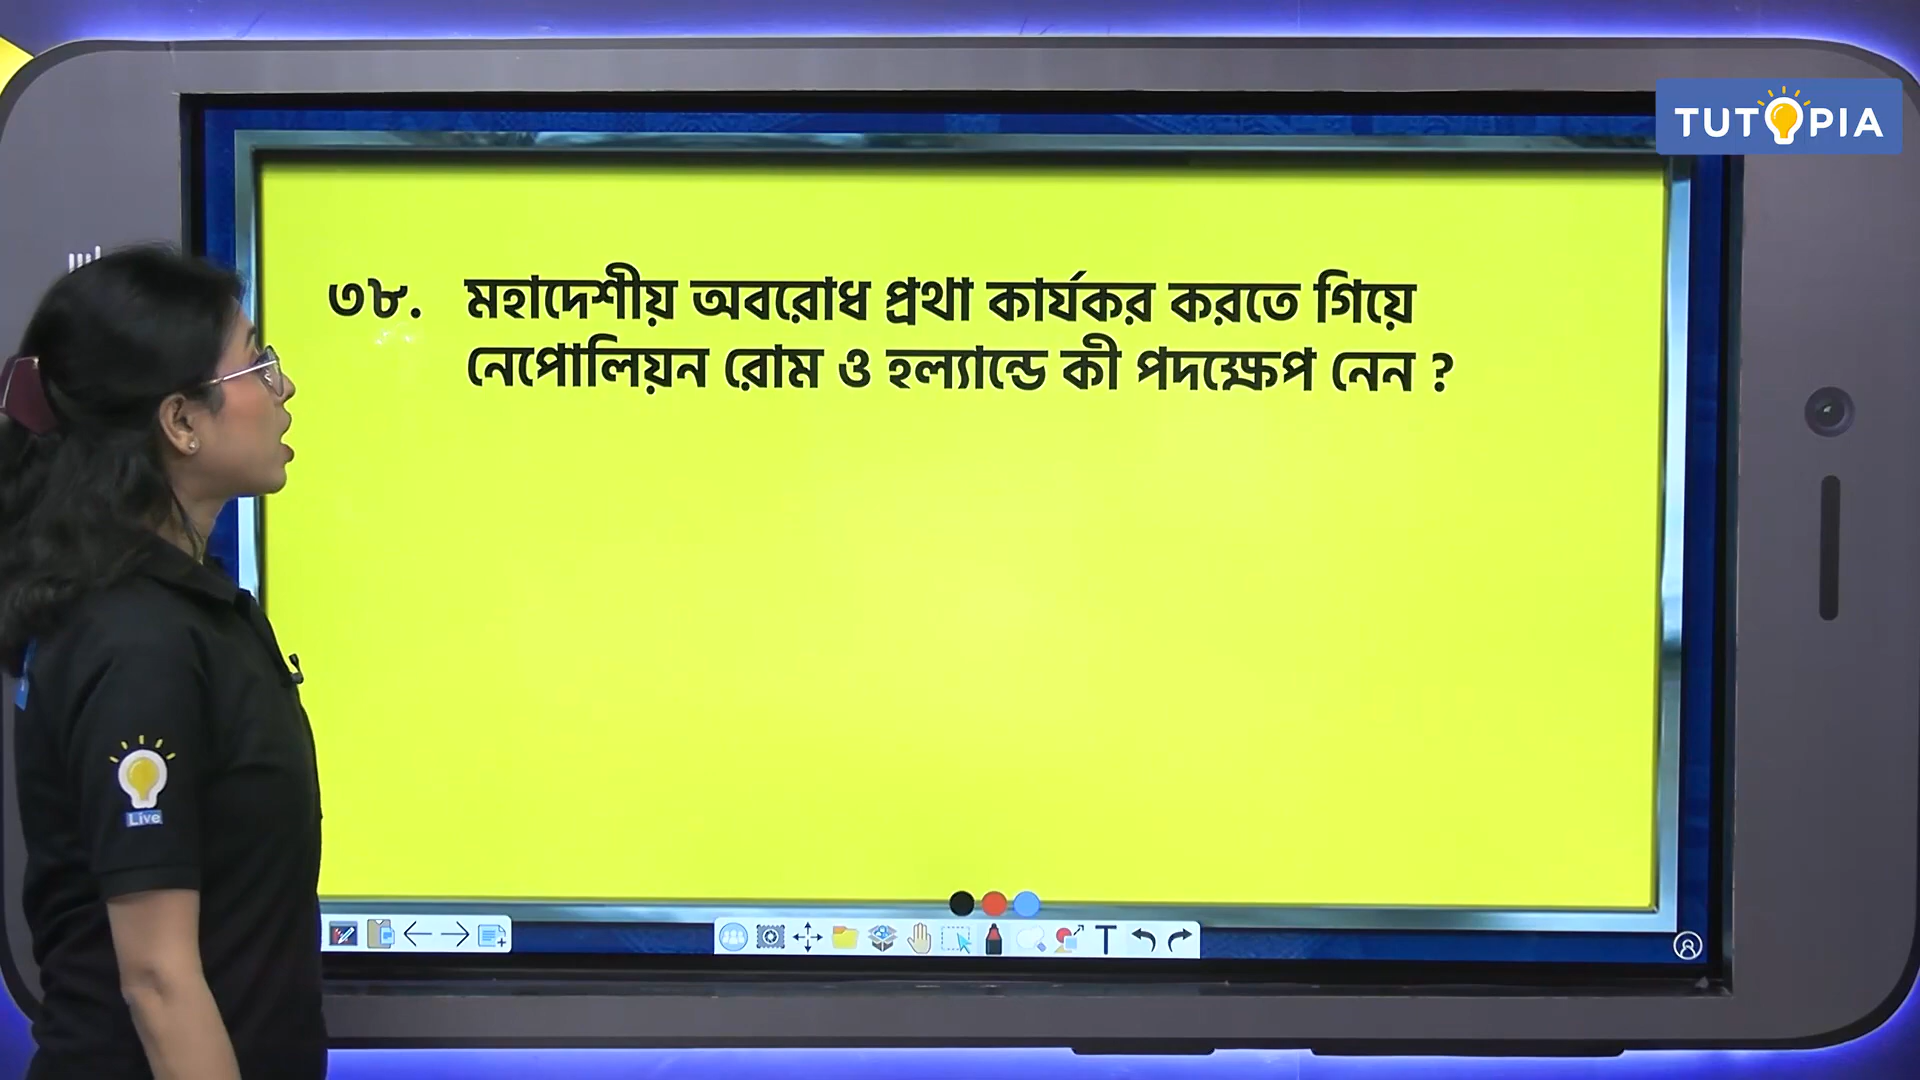 TUTOPIA
৩৮. মহাদেশীয় অবরোধ প্রথা কার্যকর করতে গিয়ে
নেপোলিয়ন রোম ও হল্যান্ডে কী পদক্ষেপ নেন ?
Live
T